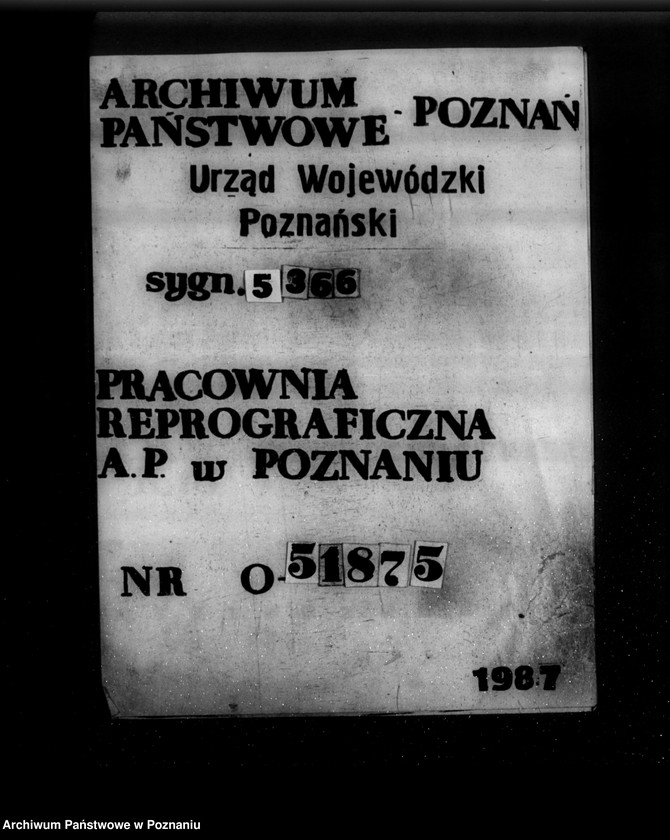 ARCHIWUM
PAŃSTWOWE - POZNAŃ
Urząd Wojewódzki
Poznański
sygn. 5366
PRACOWNIA
REPROGRAFICZNA
A.P. w POZNANIU
NR O-51875
1987
Archiwum Państwowe w Poznaniu